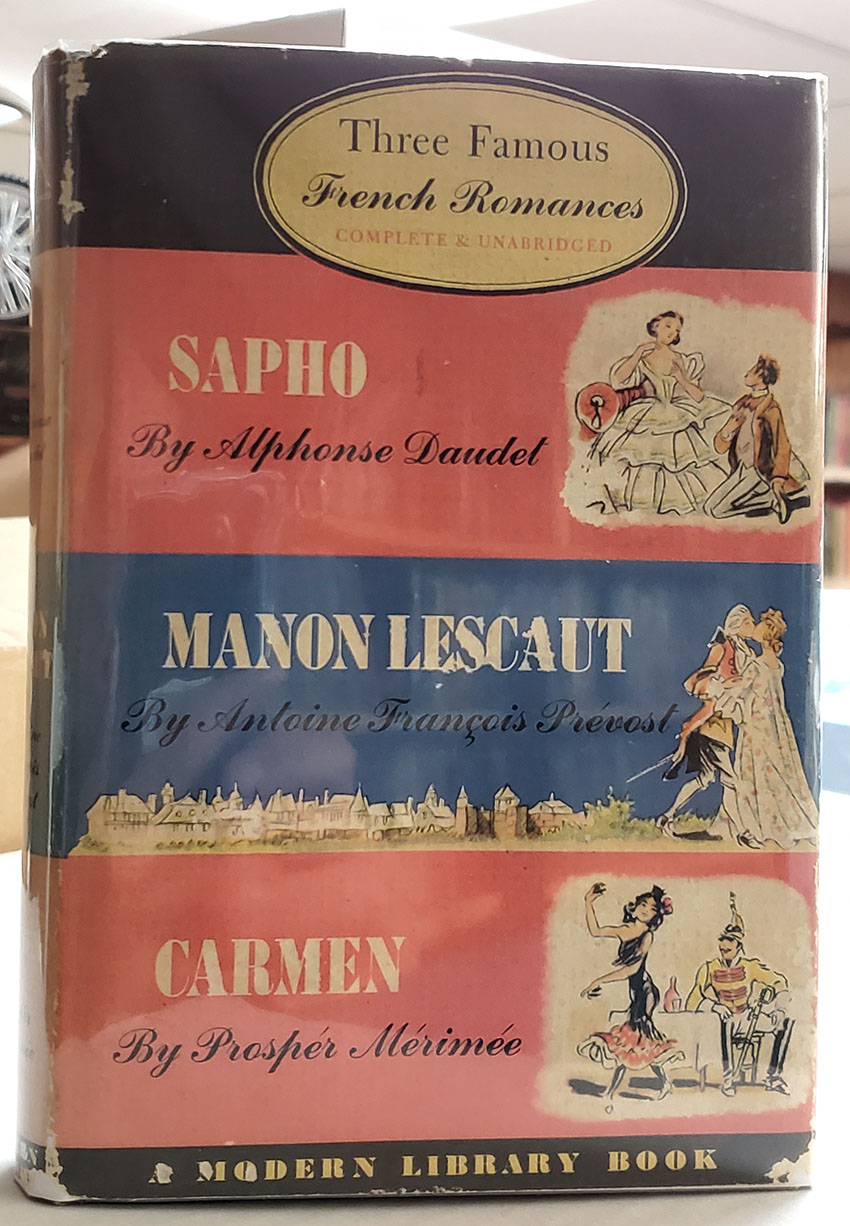 Three Famous
French Romances
COMPLETE & UNABRIDGED
SAPHO
By Alphonse Daudet
MANON LESCAUT
By Antoine François Prévost
CARMEN
By Prospér Mérimée
A MODERN LIBRARY BOOK